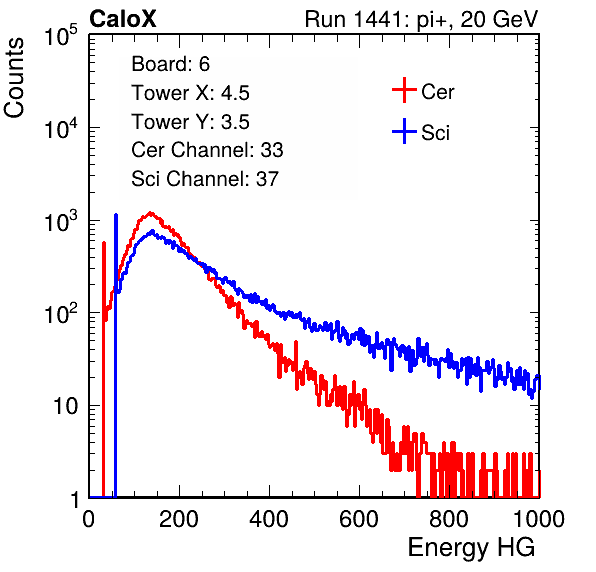 CaloX Run 1441: pi+, 20 GeV
Counts
10^5
10^4
10^3
10^2
10
1
Board: 6
Tower X: 4.5
Tower Y: 3.5
Cer Channel: 33
Sci Channel: 37
Cer
Sci
0 200 400 600 800 1000
Energy HG